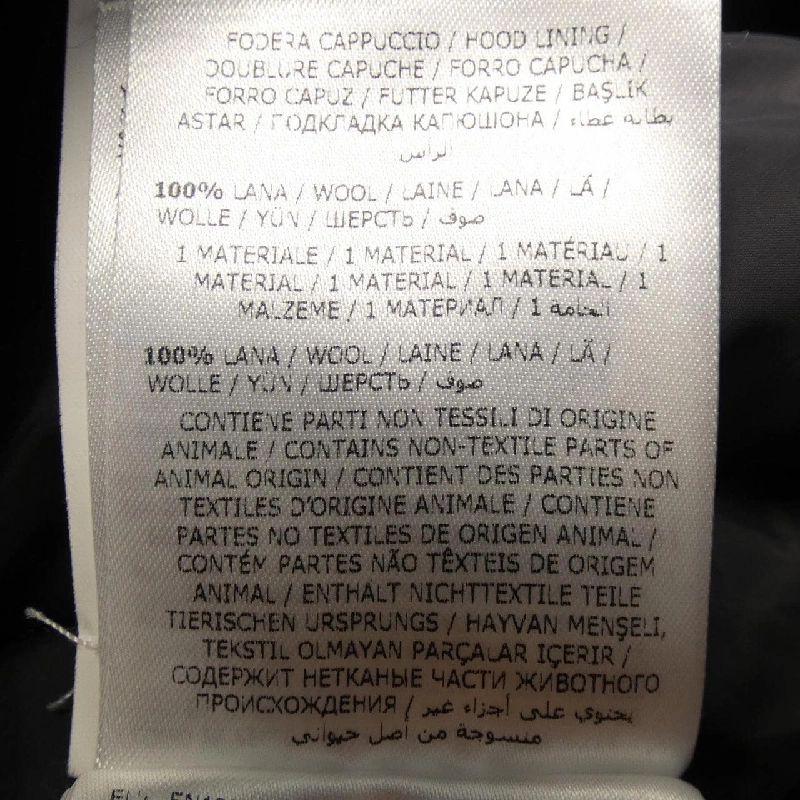 FODERA CAPPUCCIO / HOOD LINING /
DOUBLURE CAPUCHE / FORRO CAPUCHA /
FORRO CAPUZ / FUTTER KAPUZE / BAŞLIK
ASTAR / ПОДКЛАДКА КАПЮШОНА / بطانة غطاء
الرأس
100% LANA / WOOL / LAINE / LANA / LÃ /
WOLLE / YÜN / ШЕРСТЬ / صوف
1 MATERIALE / 1 MATERIAL / 1 MATÉRIAU / 1
MATERIAL / 1 MATERIAL / 1 MATERIAL / 1
MALZEME / 1 МАТЕРИАЛ / 1 الخامة
100% LANA / WOOL / LAINE / LANA / LÃ /
WOLLE / YÜN / ШЕРСТЬ / صوف
CONTIENE PARTI NON TESSILI DI ORIGINE
ANIMALE / CONTAINS NON-TEXTILE PARTS OF
ANIMAL ORIGIN / CONTIENT DES PARTIES NON
TEXTILES D'ORIGINE ANIMALE / CONTIENE
PARTES NO TEXTILES DE ORIGEN ANIMAL /
CONTÉM PARTES NÃO TÊXTEIS DE ORIGEM
ANIMAL / ENTHALT NICHTTEXTILE TEILE
TIERISCHEN URSPRUNGS / HAYVAN MENŞELİ,
TEKSTIL OLMAYAN PARÇALAR IÇERIR /
СОДЕРЖИТ НЕТКАНЫЕ ЧАСТИ ЖИВОТНОГО
ПРОИСХОЖДЕНИЯ / يحتوي على أجزاء غير
منسوجة من أصل حيواني